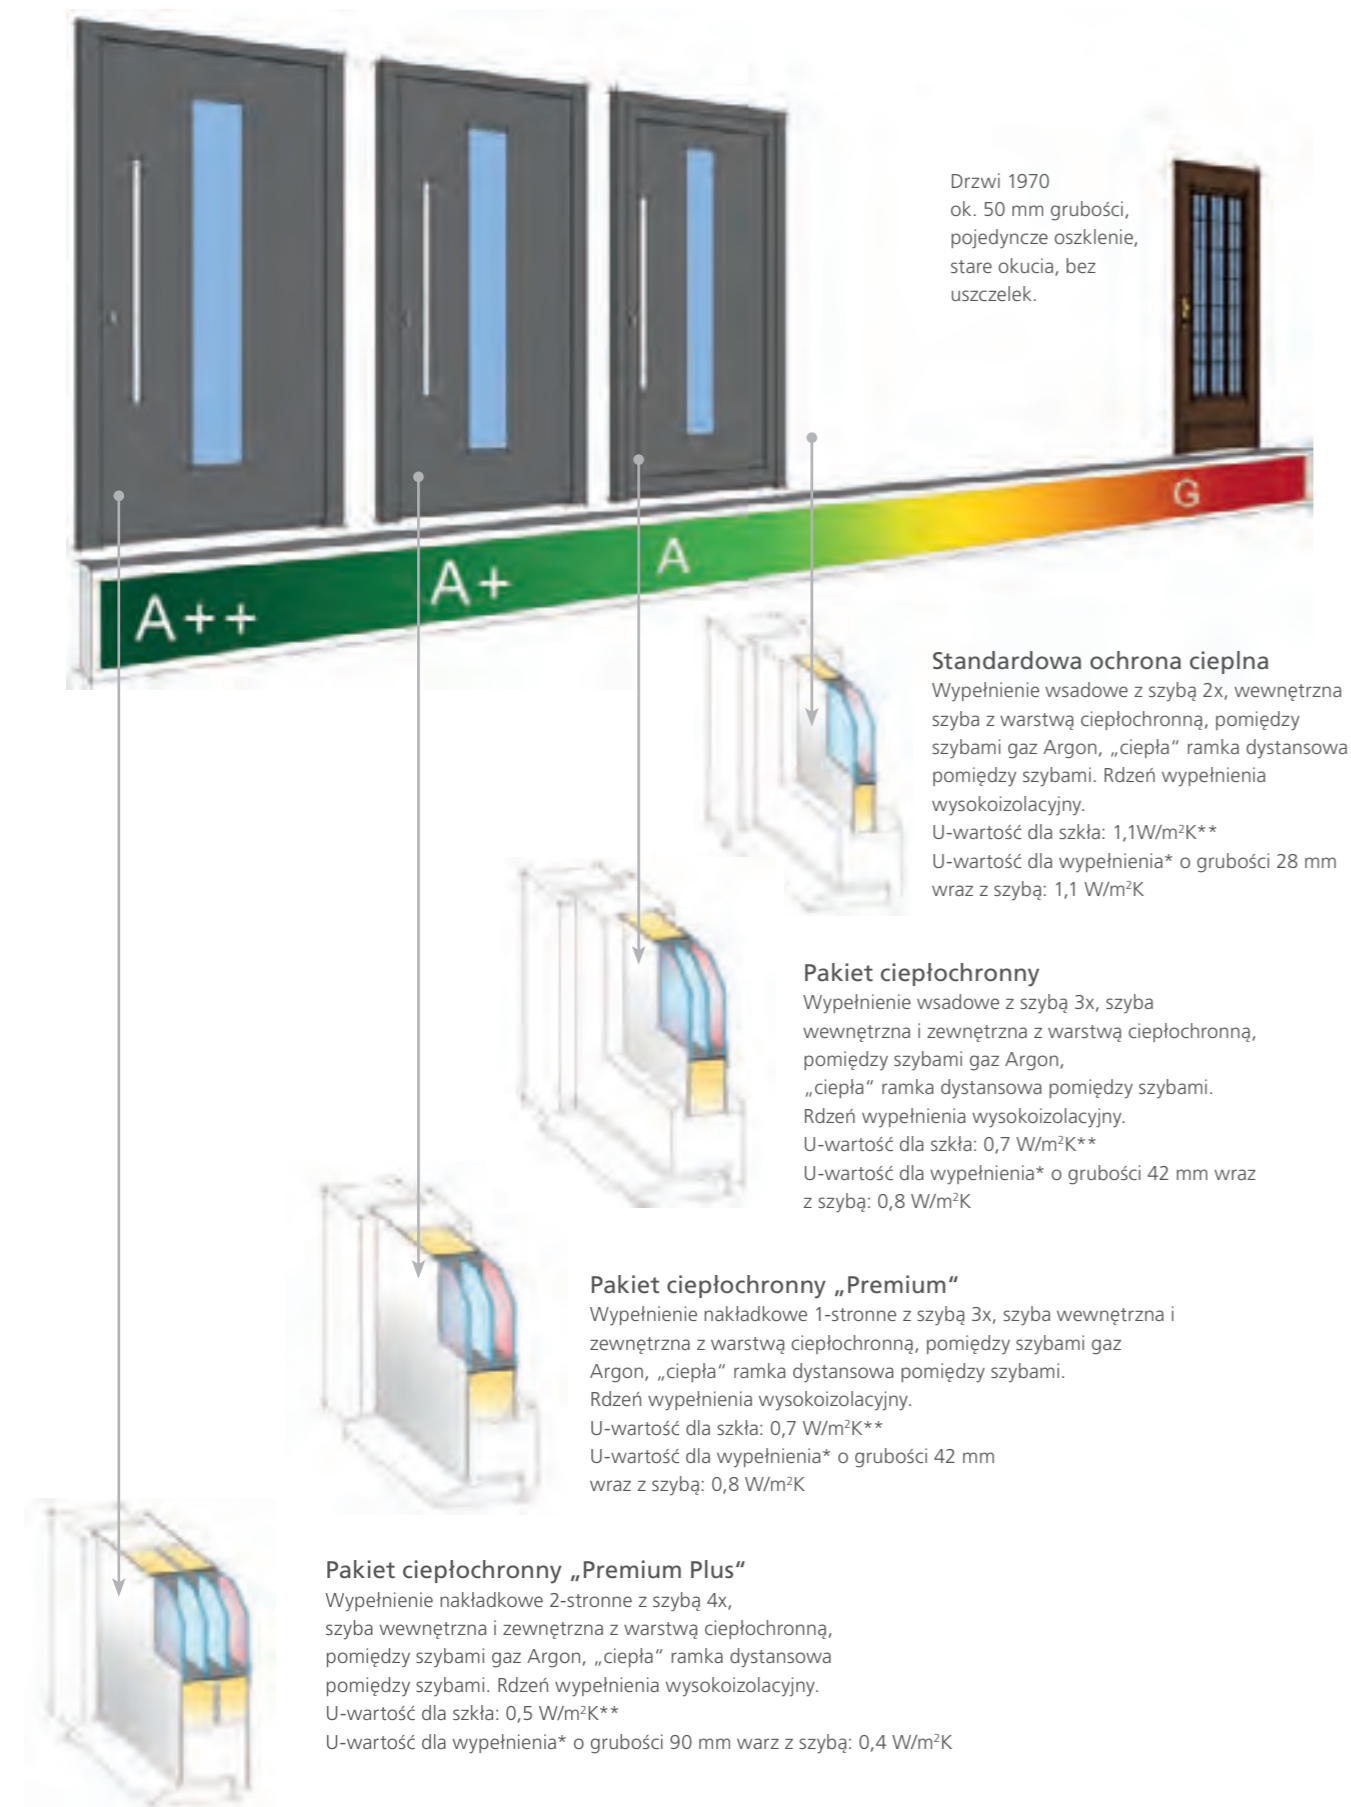 Drzwi 1970
ok. 50 mm grubości,
pojedyncze oszklenie,
stare okucia, bez
uszczelek.
A++
A+
A
G
Standardowa ochrona cieplna
Wypełnienie wsadowe z szybą 2x, wewnętrzna
szyba z warstwą ciepłochronną, pomiędzy
szybami gaz Argon, „ciepła“ ramka dystansowa
pomiędzy szybami. Rdzeń wypełnienia
wysokoizolacyjny.
U-wartość dla szkła: 1,1W/m²K**
U-wartość dla wypełnienia* o grubości 28 mm
wraz z szybą: 1,1 W/m²K
Pakiet ciepłochronny
Wypełnienie wsadowe z szybą 3x, szyba
wewnętrzna i zewnętrzna z warstwą ciepłochronną,
pomiędzy szybami gaz Argon,
„ciepła“ ramka dystansowa pomiędzy szybami.
Rdzeń wypełnienia wysokoizolacyjny.
U-wartość dla szkła: 0,7 W/m²K**
U-wartość dla wypełnienia* o grubości 42 mm wraz
z szybą: 0,8 W/m²K
Pakiet ciepłochronny „Premium“
Wypełnienie nakładkowe 1-stronne z szybą 3x, szyba wewnętrzna i
zewnętrzna z warstwą ciepłochronną, pomiędzy szybami gaz
Argon, „ciepła“ ramka dystansowa pomiędzy szybami.
Rdzeń wypełnienia wysokoizolacyjny.
U-wartość dla szkła: 0,7 W/m²K**
U-wartość dla wypełnienia* o grubości 42 mm
wraz z szybą: 0,8 W/m²K
Pakiet ciepłochronny „Premium Plus“
Wypełnienie nakładkowe 2-stronne z szybą 4x,
szyba wewnętrzna i zewnętrzna z warstwą ciepłochronną,
pomiędzy szybami gaz Argon, „ciepła“ ramka dystansowa
pomiędzy szybami. Rdzeń wypełnienia wysokoizolacyjny.
U-wartość dla szkła: 0,5 W/m²K**
U-wartość dla wypełnienia* o grubości 90 mm warz z szybą: 0,4 W/m²K